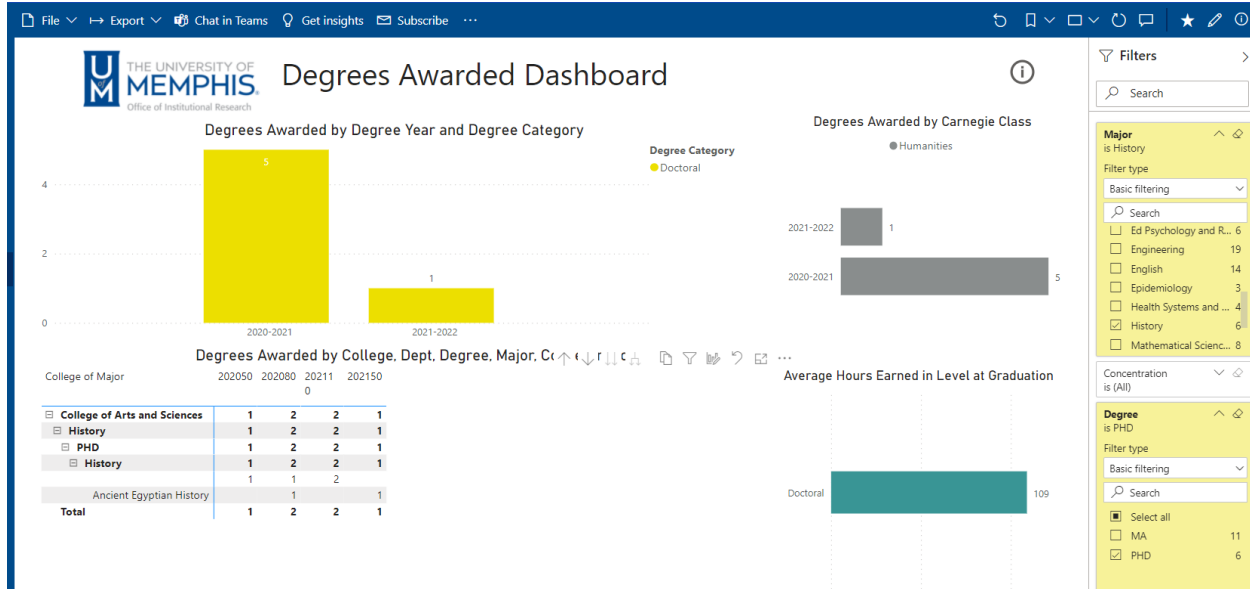 File Export Chat in Teams Get insights Subscribe ···
THE UNIVERSITY OF
MEMPHIS.
Office of Institutional Research
Degrees Awarded Dashboard
Degrees Awarded by Degree Year and Degree Category
Degree Category
Doctoral
5
4
2
1
0
2020-2021 2021-2022
Degrees Awarded by Carnegie Class
Humanities
2021-2022 1
2020-2021 5
Degrees Awarded by College, Dept, Degree, Major,
College of Major 202050 202080 20211 202150
0
College of Arts and Sciences 1 2 2 1
History 1 2 2 1
PHD 1 2 2 1
History 1 2 2 1
1 1 2
Ancient Egyptian History 1 1
Total 1 2 2 1
Average Hours Earned in Level at Graduation
Doctoral 109
Filters
Search
Major
is History
Filter type
Basic filtering
Search
Ed Psychology and R... 6
Engineering 19
English 14
Epidemiology 3
Health Systems and ... 4
History 6
Mathematical Scienc... 8
Concentration
is (All)
Degree
is PHD
Filter type
Basic filtering
Search
Select all
MA 11
PHD 6